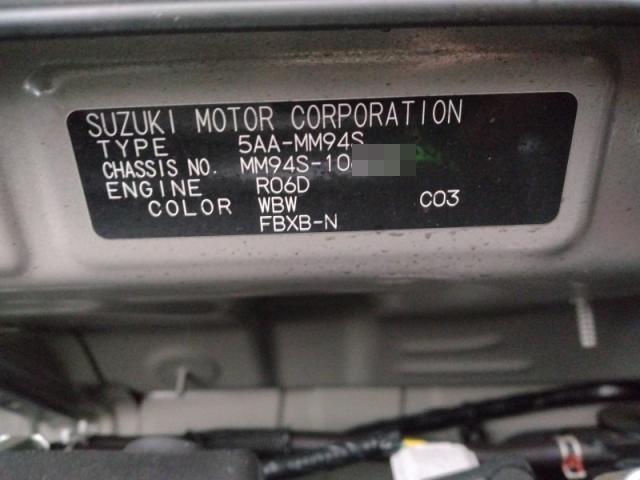 SUZUKI MOTOR CORPORATION
TYPE 5AA-MM94S
CHASSIS NO. MM94S-10
ENGINE R06D
COLOR WBW C03
FBXB-N